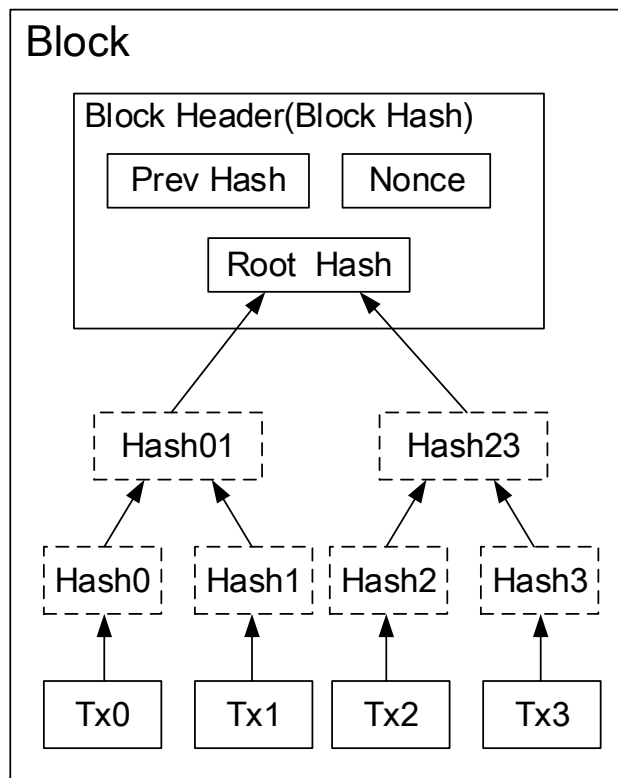 Block
Block Header(Block Hash)
Prev Hash
Nonce
Root Hash
Hash01
Hash23
Hash0
Hash1
Hash2
Hash3
Tx0
Tx1
Tx2
Tx3